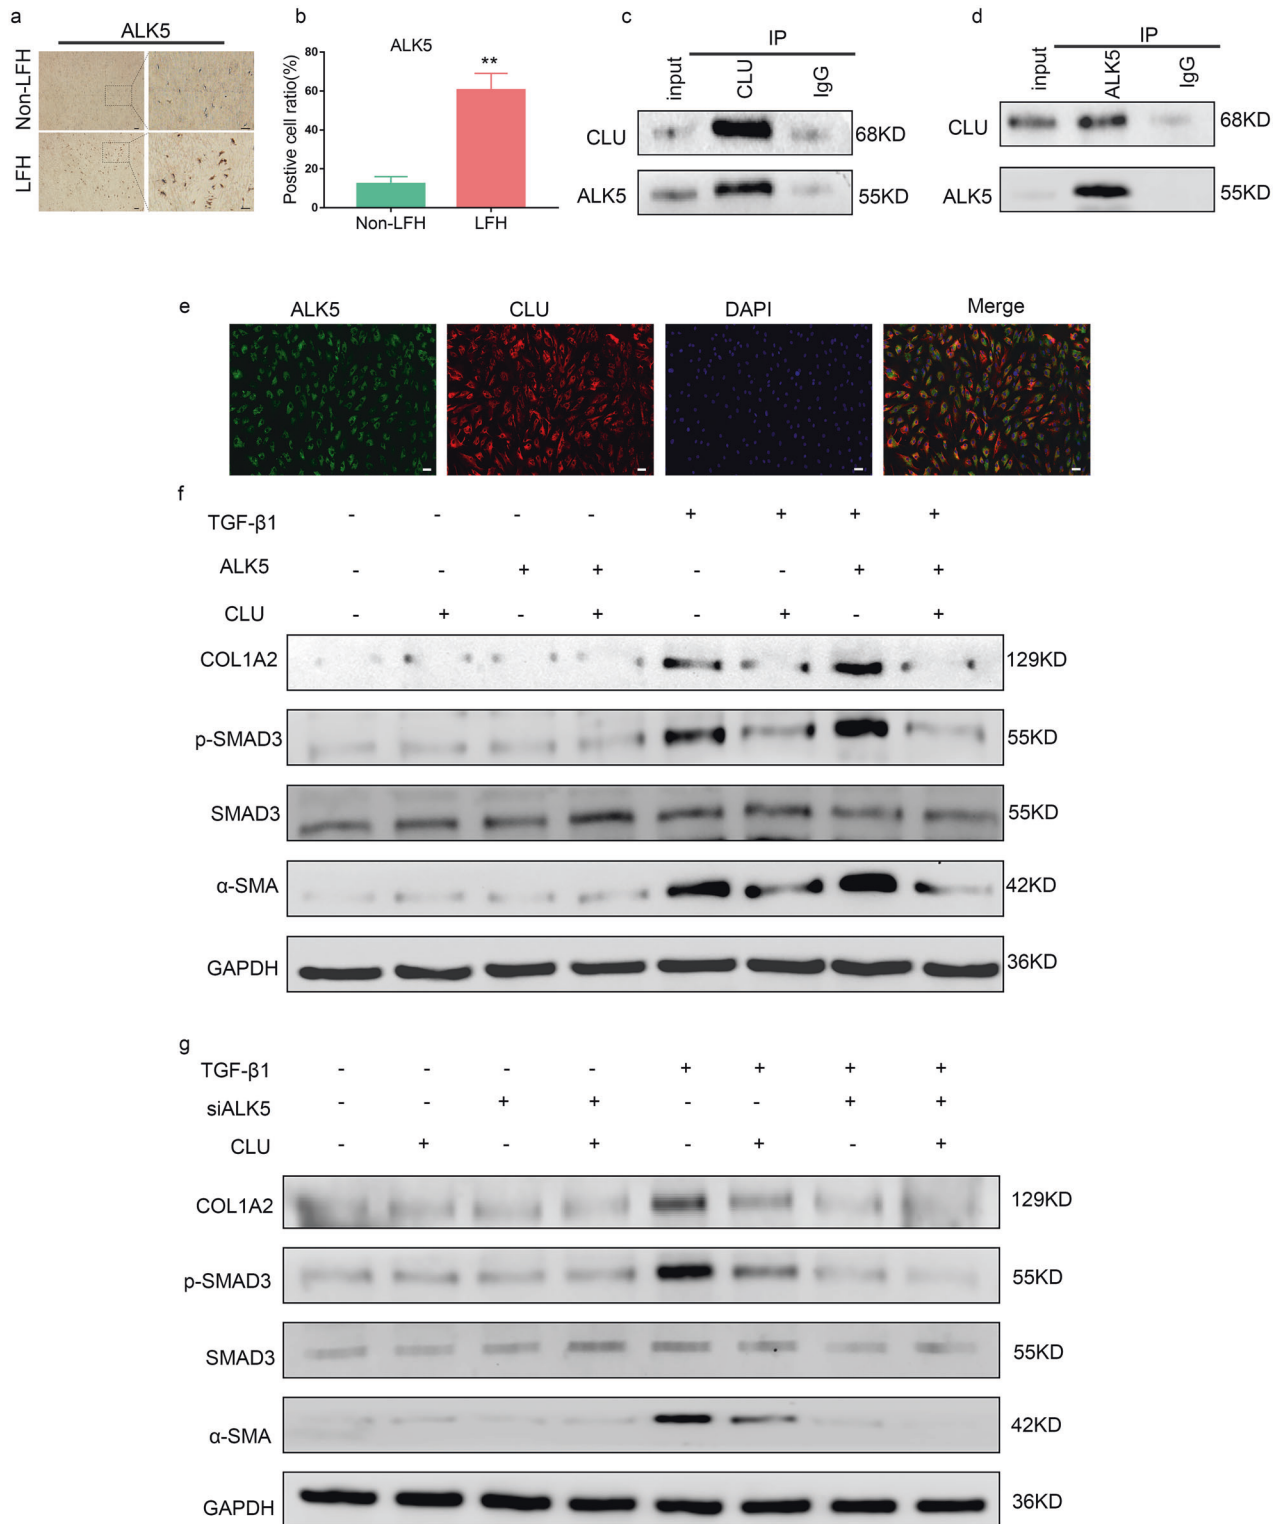 a
ALK5
Non-LFH
LFH
b
ALK5
Postive cell ratio(%)
80
60
40
20
0
**
Non-LFH
LFH
c
IP
input
CLU
IgG
CLU
68KD
ALK5
55KD
d
IP
input
ALK5
IgG
CLU
68KD
ALK5
55KD
e
ALK5
CLU
DAPI
Merge
f
TGF-β1 - - - - + + + +
ALK5 - - + + - - + +
CLU - + - + - + - +
COL1A2
129KD
p-SMAD3
55KD
SMAD3
55KD
α-SMA
42KD
GAPDH
36KD
g
TGF-β1 - - - - + + + +
siALK5 - - + + - - + +
CLU - + - + - + - +
COL1A2
129KD
p-SMAD3
55KD
SMAD3
55KD
α-SMA
42KD
GAPDH
36KD